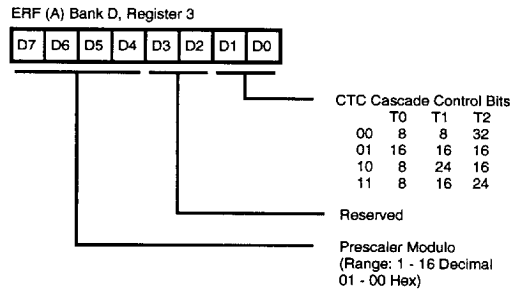 ERF (A) Bank D, Register 3
D7 D6 D5 D4 D3 D2 D1 D0
CTC Cascade Control Bits
T0 T1 T2
00 8 8 32
01 16 16 16
10 8 24 16
11 8 16 24
Reserved
Prescaler Modulo
(Range: 1 - 16 Decimal
01 - 00 Hex)